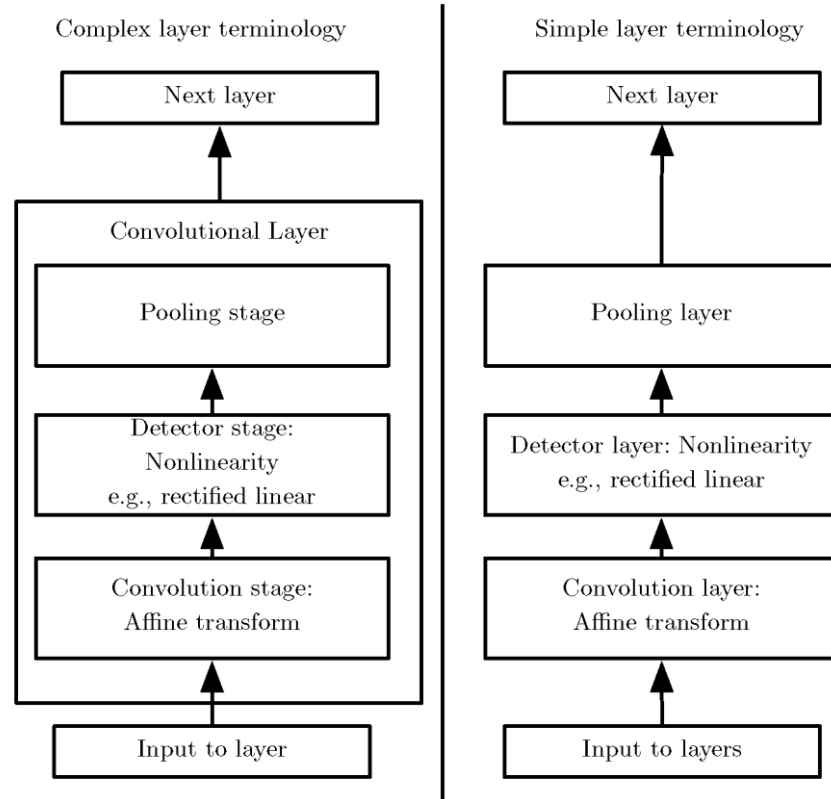 Complex layer terminology
Next layer
Convolutional Layer
Pooling stage
Detector stage:
Nonlinearity
e.g., rectified linear
Convolution stage:
Affine transform
Input to layer
Simple layer terminology
Next layer
Pooling layer
Detector layer: Nonlinearity
e.g., rectified linear
Convolution layer:
Affine transform
Input to layers